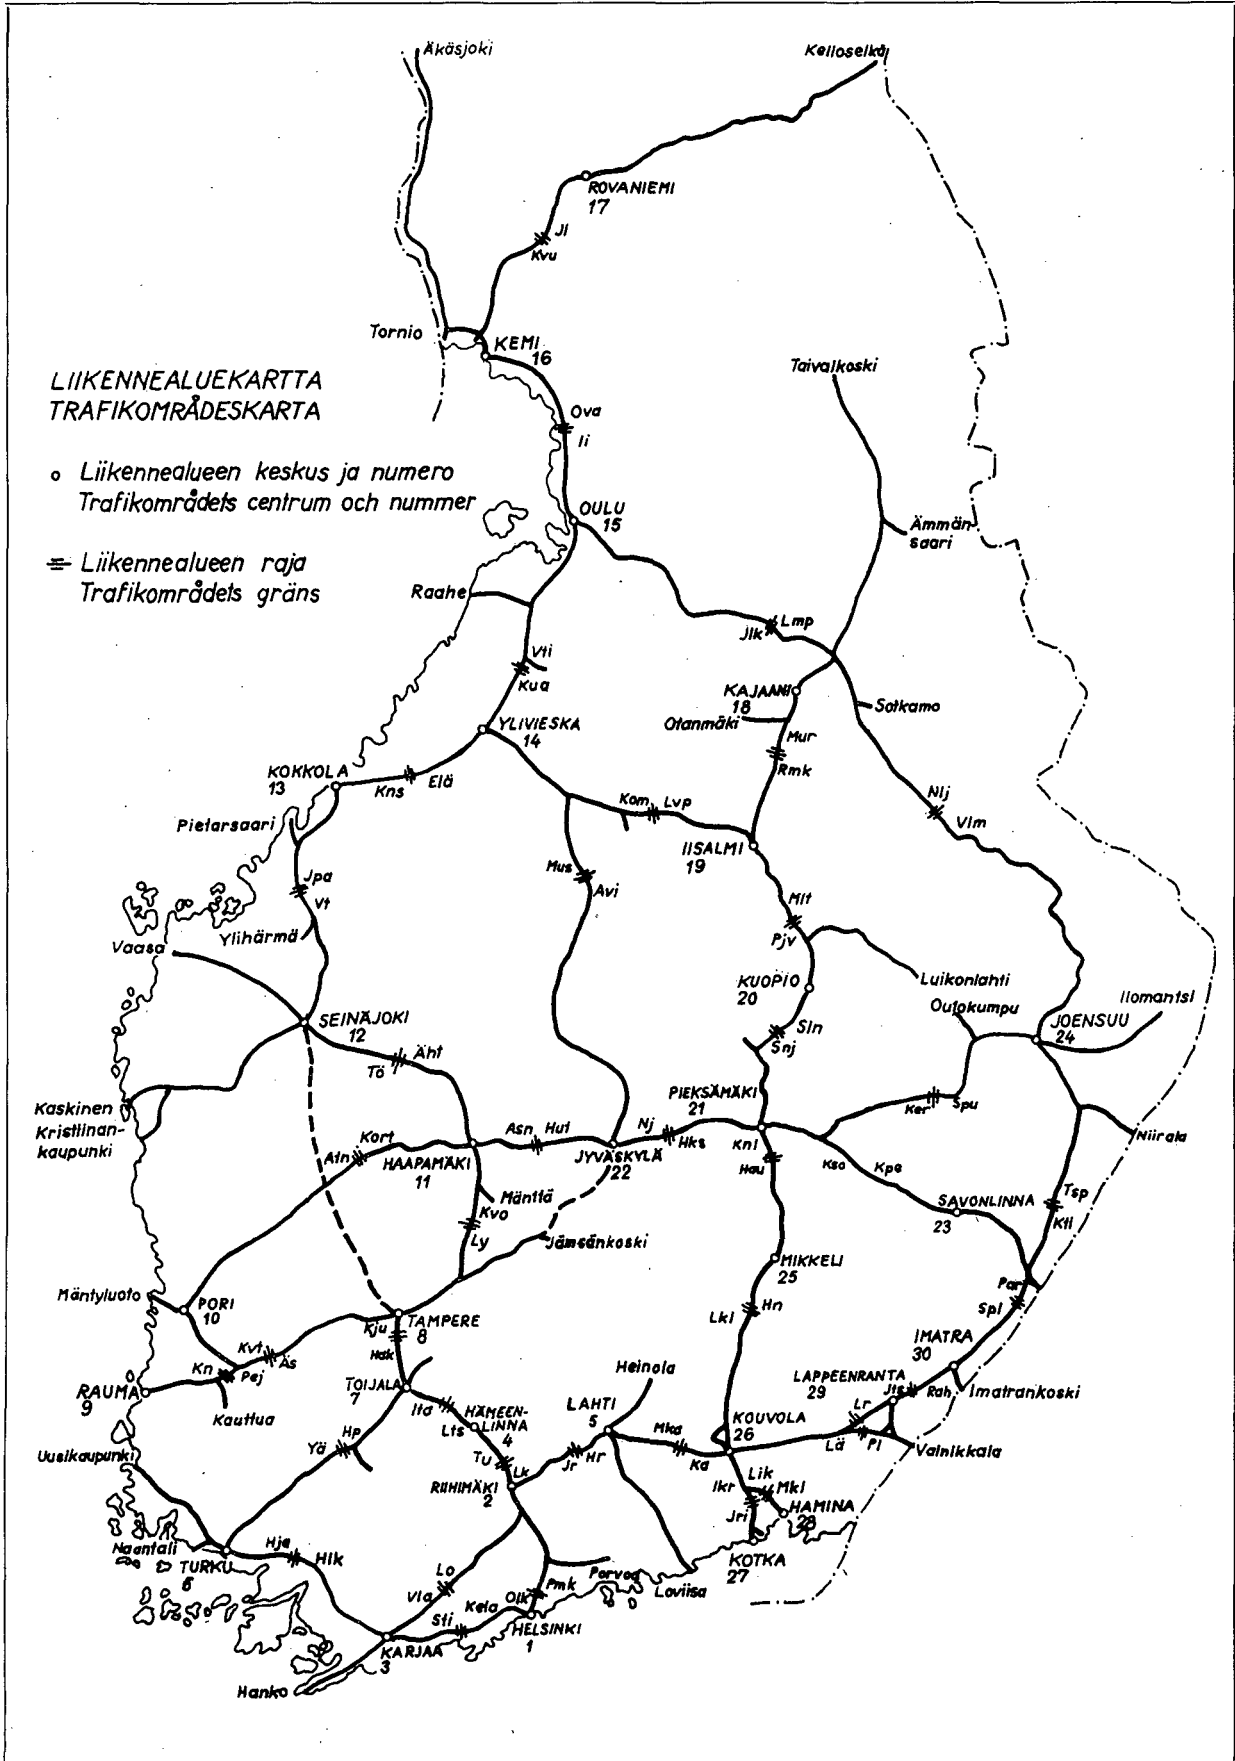 Äkäsjoki
Kelloselkä
ROVANIEMI
17
Jl
Kvu
Tornio
KEMI
16
LIIKENNEALUEKARTTA
TRAFIKOMRÅDESKARTA
Taivalkoski
Ova
Ii
o Liikennealueen keskus ja numero
Trafikområdets centrum och nummer
OULU
15
Ämmän-
saari
Liikennealueen raja
Trafikområdets gräns
Raahe
Lmp
Jlk
Vti
Kua
KAJAANI
18
Otanmäki
Sotkamo
YLIVIESKA
14
Mur
Rmk
KOKKOLA
13
Kns
Elä
Kom
Lvp
Nlj
Vlm
Pietarsaari
IISALMI
19
Jpa
Vt
Mus
Avi
Mlt
Pjv
Ylihärmä
Vaasa
Luikonlahti
KUOPIO
20
Outokumpu
Ilomantsi
SEINÄJOKI
12
Sln
Snj
JOENSUU
24
Äht
Tö
PIEKSÄMÄKI
21
Ker
Spu
Kaskinen
Kristiinan-
kaupunki
Kort
Atn
Asn
Hut
Nj
Hks
Knl
Hau
Niirala
HAAPAMÄKI
11
JYVÄSKYLÄ
22
Kso
Kpe
Mänttä
Kvo
Ly
SAVONLINNA
23
Tsp
Kti
Jämsänkoski
MIKKELI
25
Par
Spl
Mäntyluoto
PORI
10
TAMPERE
8
Kju
Hak
Lkl
Hn
IMATRA
30
Kvt
Äs
Kn
Pej
Heinola
LAPPEENRANTA
29
Jts
Rah
Imatrankoski
RAUMA
9
TOIJALA
7
Kauttua
Ita
Lts
HÄMEEN-
LINNA
4
LAHTI
5
KOUVOLA
26
Lr
Lä
Pl
Vainikkala
Hp
Yä
Mka
Ka
Uusikaupunki
Tu
Lk
Jr
Hr
RIIHIMÄKI
2
Ikr
Lik
Mkl
Jri
HAMINA
28
Naantali
TURKU
6
Hja
Hlk
KOTKA
27
Lo
Vla
Porvoo
Loviisa
Pmk
Olk
Kela
Sti
HELSINKI
1
KARJAA
3
Hanko